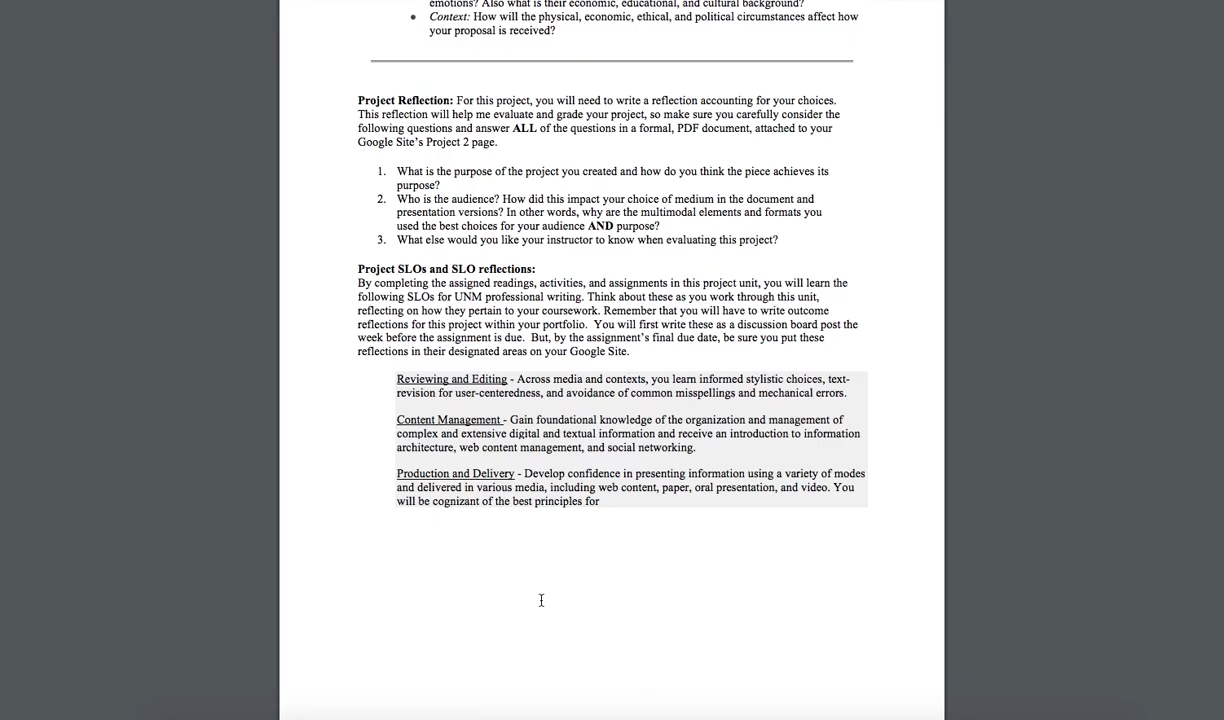 emotions? Also what is their economic, educational, and cultural background?
● Context: How will the physical, economic, ethical, and political circumstances affect how
your proposal is received?
Project Reflection: For this project, you will need to write a reflection accounting for your choices.
This reflection will help me evaluate and grade your project, so make sure you carefully consider the
following questions and answer ALL of the questions in a formal, PDF document, attached to your
Google Site's Project 2 page.
1. What is the purpose of the project you created and how do you think the piece achieves its
purpose?
2. Who is the audience? How did this impact your choice of medium in the document and
presentation versions? In other words, why are the multimodal elements and formats you
used the best choices for your audience AND purpose?
3. What else would you like your instructor to know when evaluating this project?
Project SLOs and SLO reflections:
By completing the assigned readings, activities, and assignments in this project unit, you will learn the
following SLOs for UNM professional writing. Think about these as you work through this unit,
reflecting on how they pertain to your coursework. Remember that you will have to write outcome
reflections for this project within your portfolio. You will first write these as a discussion board post the
week before the assignment is due. But, by the assignment's final due date, be sure you put these
reflections in their designated areas on your Google Site.
Reviewing and Editing - Across media and contexts, you learn informed stylistic choices, text-
revision for user-centeredness, and avoidance of common misspellings and mechanical errors.
Content Management - Gain foundational knowledge of the organization and management of
complex and extensive digital and textual information and receive an introduction to information
architecture, web content management, and social networking.
Production and Delivery - Develop confidence in presenting information using a variety of modes
and delivered in various media, including web content, paper, oral presentation, and video. You
will be cognizant of the best principles for